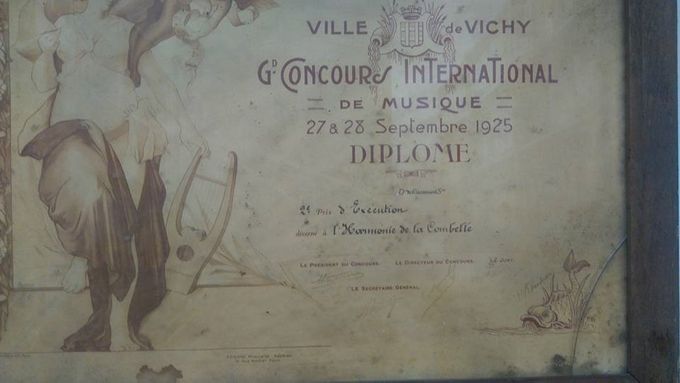 VILLE de VICHY
GD CONCOURS INTERNATIONAL
DE MUSIQUE
27 & 28 Septembre 1925
DIPLOME
2e Prix d'Exécution
décerné à l'Harmonie de la Combelle
LE PRÉSIDENT DU CONCOURS LE DIRECTEUR DU CONCOURS LE JURY
LE SECRÉTAIRE GÉNÉRAL